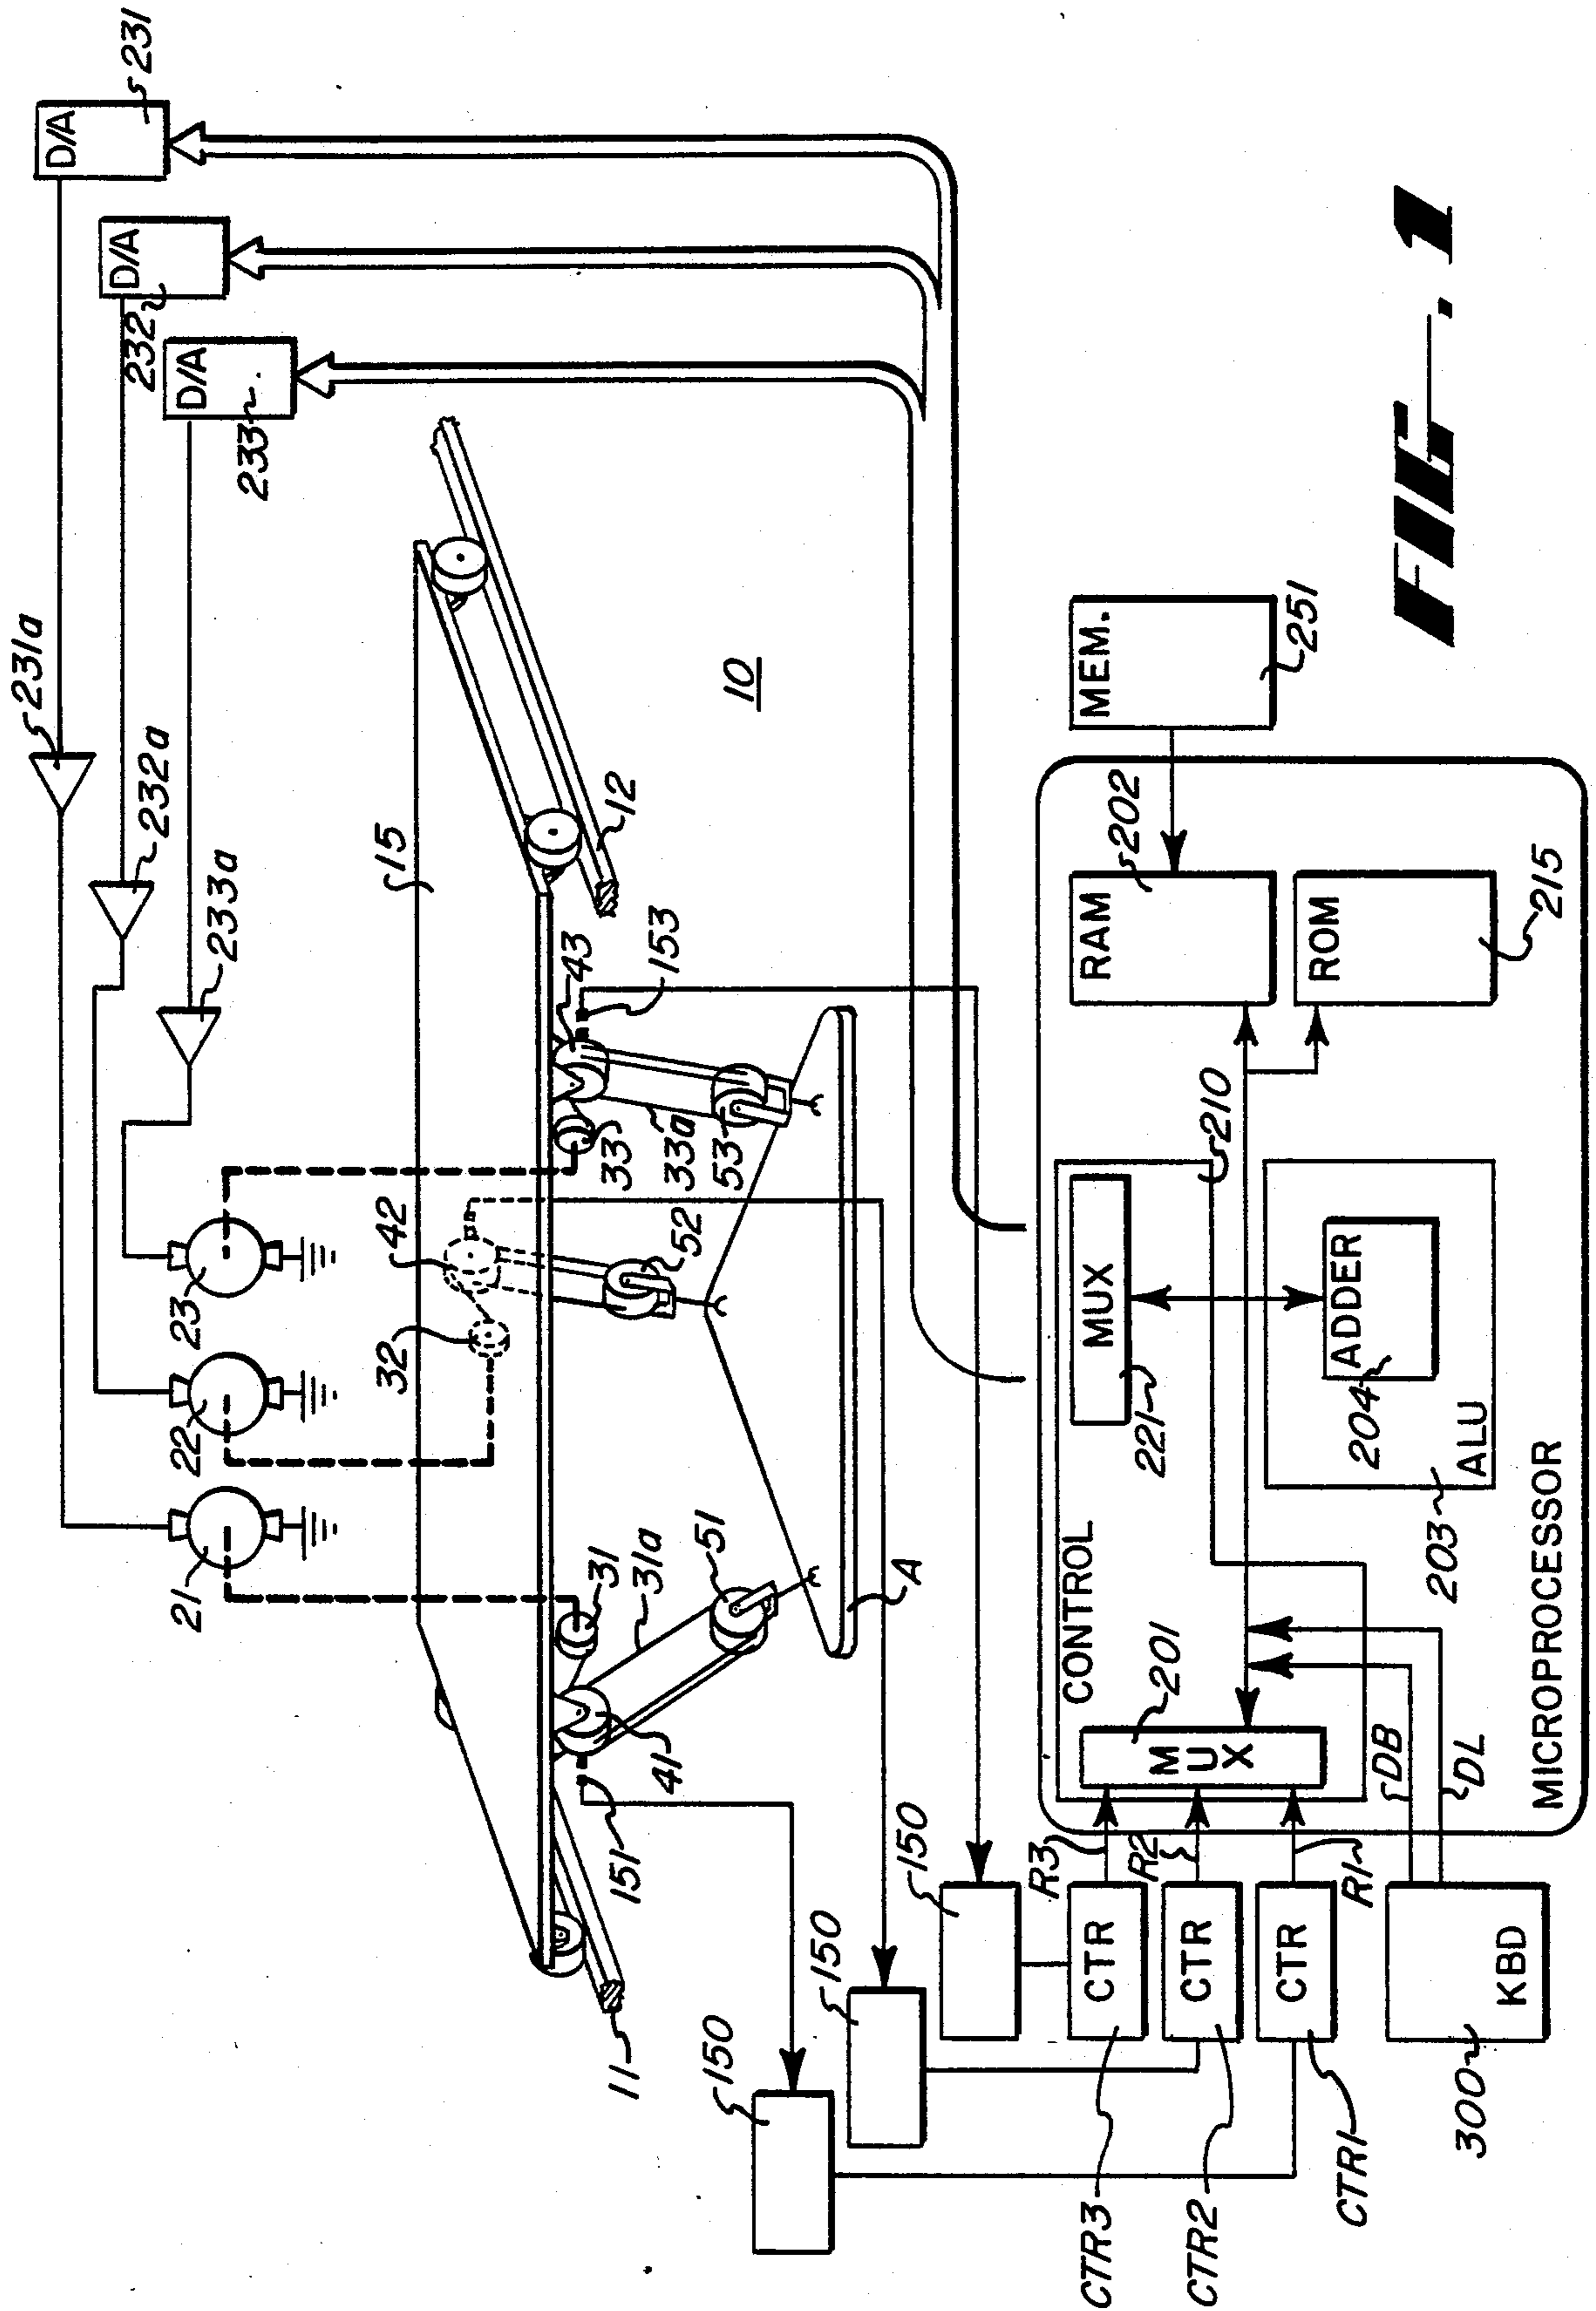 231a
D/A
231
232a
D/A
232
233a
D/A
233
21
22
23
15
42
32
31
31a
51
41
151
11
A
52
33
33a
53
43
153
12
10
150
150
150
CTR3
CTR
R3
CTR2
CTR
R2
CTR1
CTR
R1
300
KBD
DB
DL
CONTROL
201
MUX
221
MUX
210
203
204
ADDER
ALU
RAM
202
ROM
215
MEM.
251
MICROPROCESSOR
FIG. 1